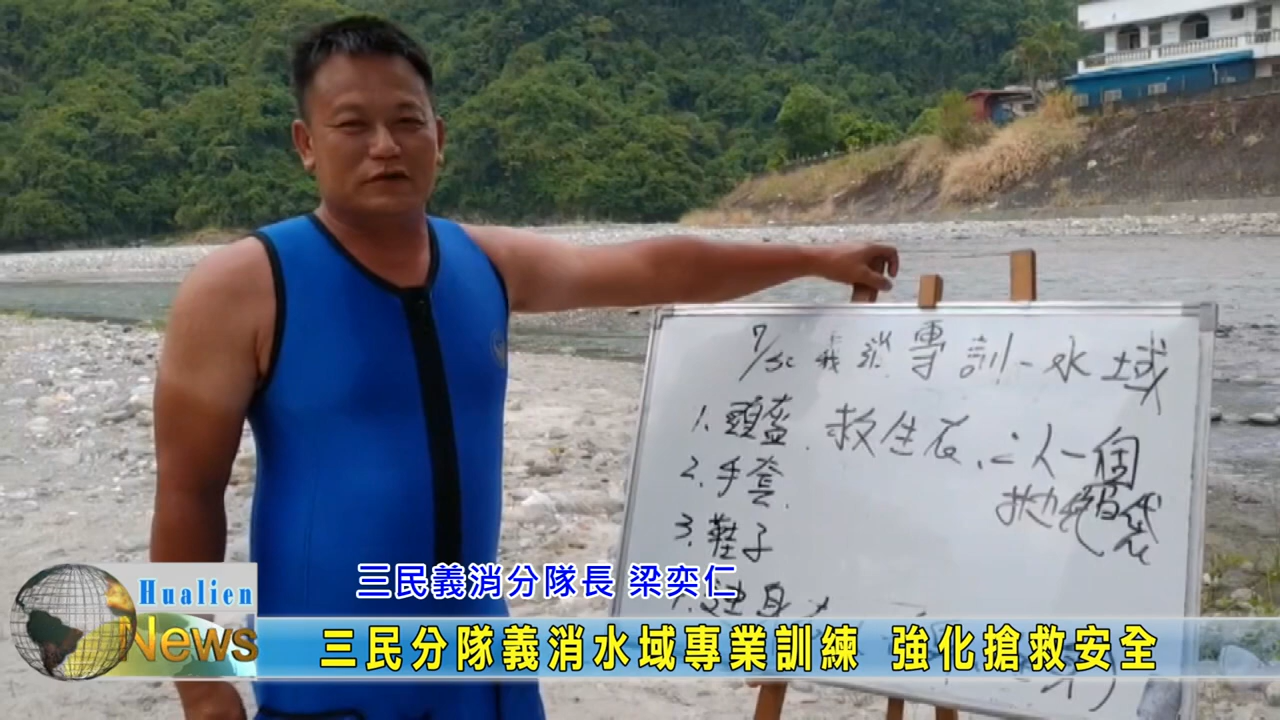 7/30 義消專訓-水域
1.頭盔、救生衣、二人一個
拋繩袋
2.手套、
3.鞋子
三民義消分隊長 梁奕仁
Hualien
News
三民分隊義消水域專業訓練 強化搶救安全